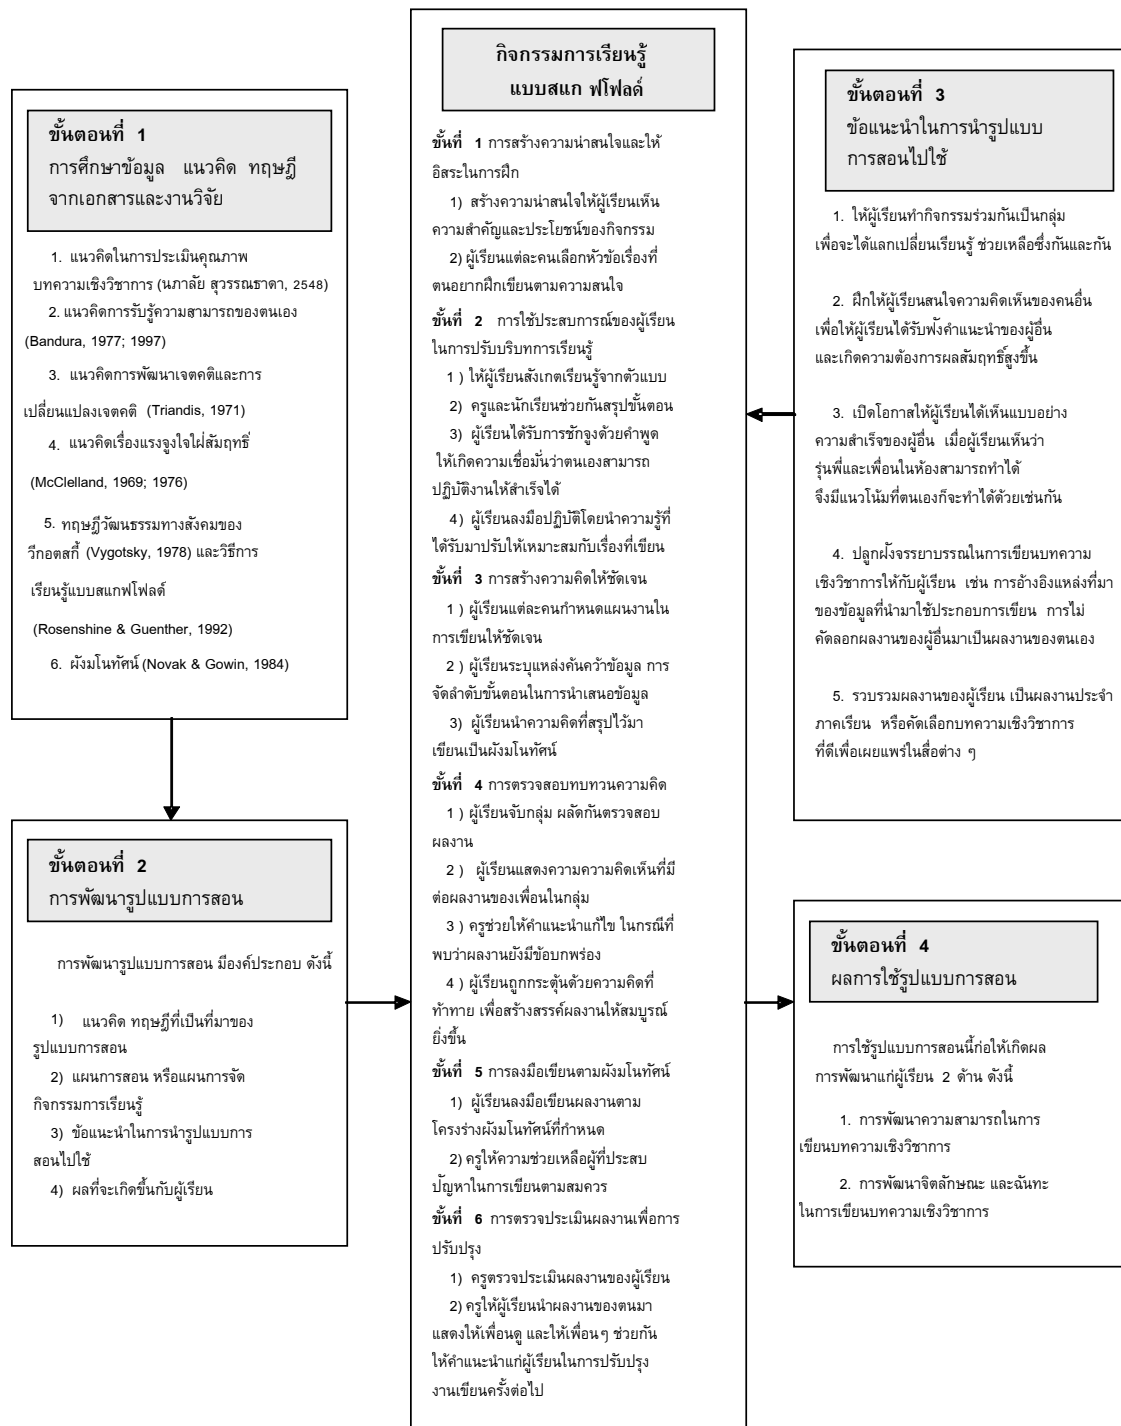 ขั้นตอนที่ 1
การศึกษาข้อมูล แนวคิด ทฤษฎี
จากเอกสารและงานวิจัย
1. แนวคิดในการประเมินคุณภาพ
บทความเชิงวิชาการ (นภาลัย สุวรรณธาดา, 2548)
2. แนวคิดการรับรู้ความสามารถของตนเอง
(Bandura, 1977; 1997)
3. แนวคิดการพัฒนาเจตคติและการ
เปลี่ยนแปลงเจตคติ (Triandis, 1971)
4. แนวคิดเรื่องแรงจูงใจใฝ่สัมฤทธิ์
(McClelland, 1969; 1976)
5. ทฤษฎีวัฒนธรรมทางสังคมของ
วีกอตสกี้ (Vygotsky, 1978) และวิธีการ
เรียนรู้แบบสแกฟโฟลด์
(Rosenshine & Guenther, 1992)
6. ผังมโนทัศน์ (Novak & Gowin, 1984)
ขั้นตอนที่ 2
การพัฒนารูปแบบการสอน
การพัฒนารูปแบบการสอน มีองค์ประกอบ ดังนี้
1) แนวคิด ทฤษฎีที่เป็นที่มาของ
รูปแบบการสอน
2) แผนการสอน หรือแผนการจัด
กิจกรรมการเรียนรู้
3) ข้อแนะนำในการนำรูปแบบการ
สอนไปใช้
4) ผลที่จะเกิดขึ้นกับผู้เรียน
กิจกรรมการเรียนรู้
แบบสแก ฟโฟลด์
ขั้นที่ 1 การสร้างความน่าสนใจและให้
อิสระในการฝึก
1) สร้างความน่าสนใจให้ผู้เรียนเห็น
ความสำคัญและประโยชน์ของกิจกรรม
2) ผู้เรียนแต่ละคนเลือกหัวข้อเรื่องที่
ตนอยากฝึกเขียนตามความสนใจ
ขั้นที่ 2 การใช้ประสบการณ์ของผู้เรียน
ในการปรับบริบทการเรียนรู้
1 ) ให้ผู้เรียนสังเกตเรียนรู้จากตัวแบบ
2) ครูและนักเรียนช่วยกันสรุปขั้นตอน
3) ผู้เรียนได้รับการชักจูงด้วยคำพูด
ให้เกิดความเชื่อมั่นว่าตนเองสามารถ
ปฏิบัติงานให้สำเร็จได้
4) ผู้เรียนลงมือปฏิบัติโดยนำความรู้ที่
ได้รับมาปรับให้เหมาะสมกับเรื่องที่เขียน
ขั้นที่ 3 การสร้างความคิดให้ชัดเจน
1 ) ผู้เรียนแต่ละคนกำหนดแผนงานใน
การเขียนให้ชัดเจน
2 ) ผู้เรียนระบุแหล่งค้นคว้าข้อมูล การ
จัดลำดับขั้นตอนในการนำเสนอข้อมูล
3) ผู้เรียนนำความคิดที่สรุปไว้มา
เขียนเป็นผังมโนทัศน์
ขั้นที่ 4 การตรวจสอบทบทวนความคิด
1 ) ผู้เรียนจับกลุ่ม ผลัดกันตรวจสอบ
ผลงาน
2 ) ผู้เรียนแสดงความความคิดเห็นที่มี
ต่อผลงานของเพื่อนในกลุ่ม
3 ) ครูช่วยให้คำแนะนำแก้ไข ในกรณีที่
พบว่าผลงานยังมีข้อบกพร่อง
4 ) ผู้เรียนถูกกระตุ้นด้วยความคิดที่
ท้าทาย เพื่อสร้างสรรค์ผลงานให้สมบูรณ์
ยิ่งขึ้น
ขั้นที่ 5 การลงมือเขียนตามผังมโนทัศน์
1) ผู้เรียนลงมือเขียนผลงานตาม
โครงร่างผังมโนทัศน์ที่กำหนด
2) ครูให้ความช่วยเหลือผู้ที่ประสบ
ปัญหาในการเขียนตามสมควร
ขั้นที่ 6 การตรวจประเมินผลงานเพื่อการ
ปรับปรุง
1) ครูตรวจประเมินผลงานของผู้เรียน
2) ครูให้ผู้เรียนนำผลงานของตนมา
แสดงให้เพื่อนดู และให้เพื่อน ๆ ช่วยกัน
ให้คำแนะนำแก่ผู้เรียนในการปรับปรุง
งานเขียนครั้งต่อไป
ขั้นตอนที่ 3
ข้อแนะนำในการนำรูปแบบ
การสอนไปใช้
1. ให้ผู้เรียนทำกิจกรรมร่วมกันเป็นกลุ่ม
เพื่อจะได้แลกเปลี่ยนเรียนรู้ ช่วยเหลือซึ่งกันและกัน
2. ฝึกให้ผู้เรียนสนใจความคิดเห็นของคนอื่น
เพื่อให้ผู้เรียนได้รับฟังคำแนะนำของผู้อื่น
และเกิดความต้องการผลสัมฤทธิ์สูงขึ้น
3. เปิดโอกาสให้ผู้เรียนได้เห็นแบบอย่าง
ความสำเร็จของผู้อื่น เมื่อผู้เรียนเห็นว่า
รุ่นพี่และเพื่อนในห้องสามารถทำได้
จึงมีแนวโน้มที่ตนเองก็จะทำได้ด้วยเช่นกัน
4. ปลูกฝังจรรยาบรรณในการเขียนบทความ
เชิงวิชาการให้กับผู้เรียน เช่น การอ้างอิงแหล่งที่มา
ของข้อมูลที่นำมาใช้ประกอบการเขียน การไม่
คัดลอกผลงานของผู้อื่นมาเป็นผลงานของตนเอง
5. รวบรวมผลงานของผู้เรียน เป็นผลงานประจำ
ภาคเรียน หรือคัดเลือกบทความเชิงวิชาการ
ที่ดีเพื่อเผยแพร่ในสื่อต่าง ๆ
ขั้นตอนที่ 4
ผลการใช้รูปแบบการสอน
การใช้รูปแบบการสอนนี้ก่อให้เกิดผล
การพัฒนาแก่ผู้เรียน 2 ด้าน ดังนี้
1. การพัฒนาความสามารถในการ
เขียนบทความเชิงวิชาการ
2. การพัฒนาจิตลักษณะ และฉันทะ
ในการเขียนบทความเชิงวิชาการ